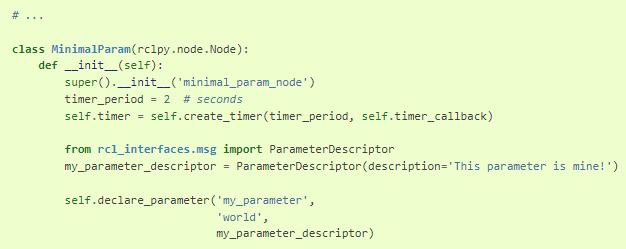 # ...
class MinimalParam(rclpy.node.Node):
    def __init__(self):
        super().__init__('minimal_param_node')
        timer_period = 2  # seconds
        self.timer = self.create_timer(timer_period, self.timer_callback)
        from rcl_interfaces.msg import ParameterDescriptor
        my_parameter_descriptor = ParameterDescriptor(description='This parameter is mine!')
        self.declare_parameter('my_parameter',
                               'world',
                               my_parameter_descriptor)